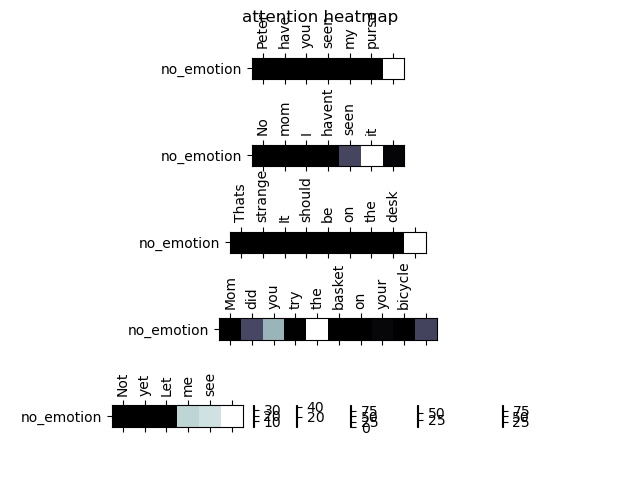 attention heatmap
Peter have you seen my purse
no_emotion
No mom I havent seen it
no_emotion
Thats strange It should be on the desk
no_emotion
Mom did you try the basket on your bicycle
no_emotion
Not yet Let me see
no_emotion
30 40 75 50 75
20 20 50 25 50
10 25 25
0